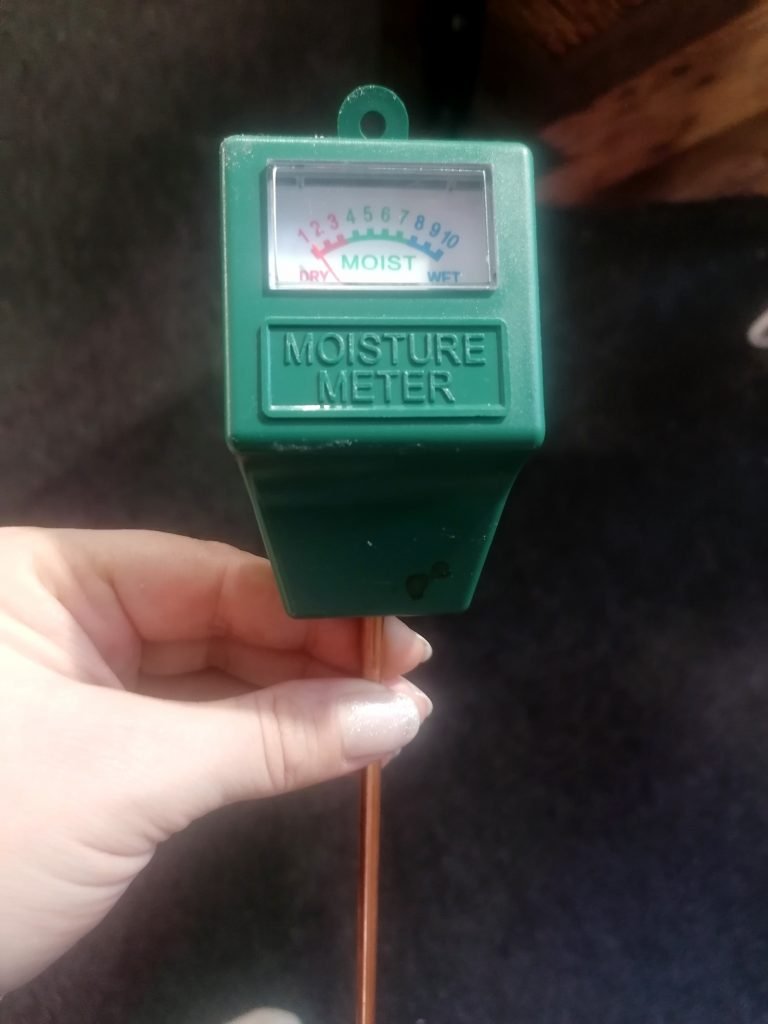 1 2 3 4 5 6 7 8 9 10
MOIST
DRY WET
MOISTURE
METER